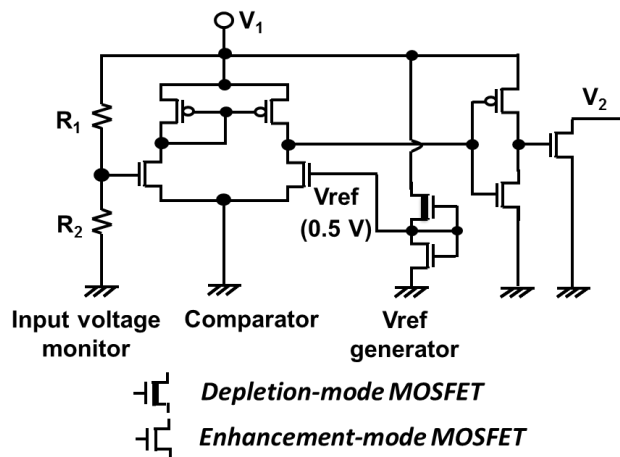 V1
R1
V2
Vref
(0.5 V)
R2
Input voltage
monitor
Comparator
Vref
generator
Depletion-mode MOSFET
Enhancement-mode MOSFET